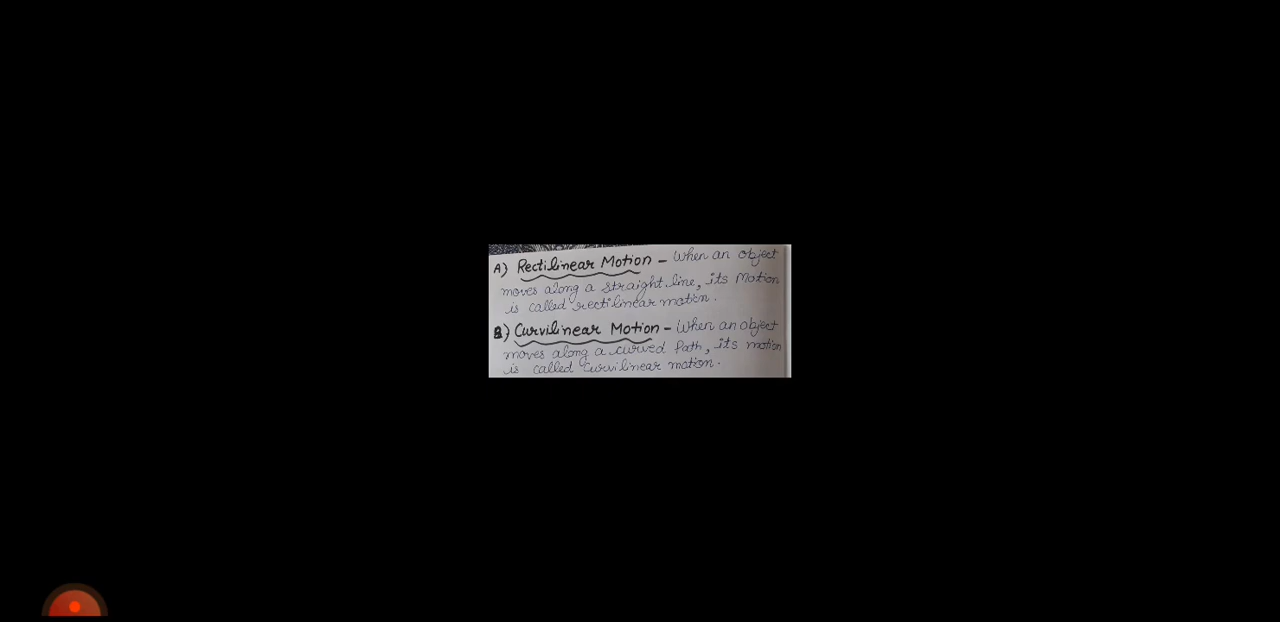 A) Rectilinear Motion - When an object
moves along a straight line, its Motion
is called rectilinear motion.
B) Curvilinear Motion - When an object
moves along a curved Path, its motion
is called Curvilinear motion.